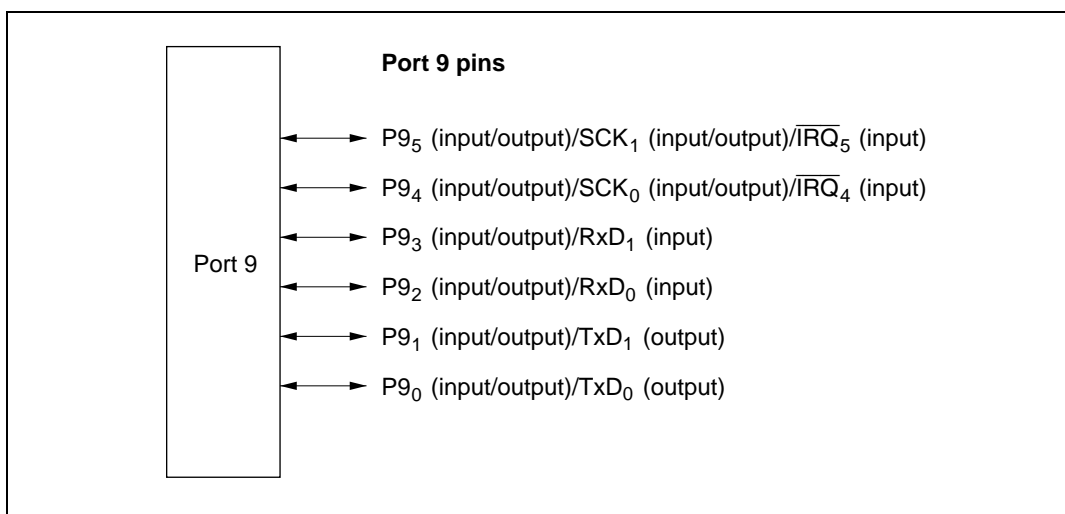 Port 9 pins
P9₅ (input/output)/SCK₁ (input/output)/I̅R̅Q̅₅ (input)
P9₄ (input/output)/SCK₀ (input/output)/I̅R̅Q̅₄ (input)
P9₃ (input/output)/RxD₁ (input)
Port 9
P9₂ (input/output)/RxD₀ (input)
P9₁ (input/output)/TxD₁ (output)
P9₀ (input/output)/TxD₀ (output)